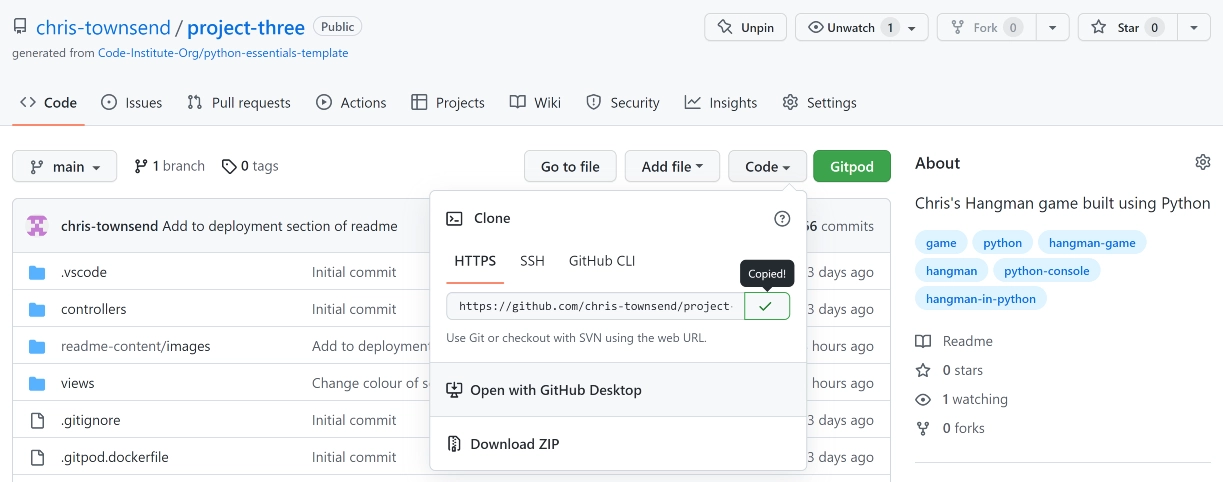 chris-townsend / project-three Public
Unpin Unwatch 1 Fork 0 Star 0
generated from Code-Institute-Org/python-essentials-template
Code Issues Pull requests Actions Projects Wiki Security Insights Settings
main 1 branch 0 tags Go to file Add file Code Gitpod
chris-townsend Add to deployment section of readme commits
.vscode Initial commit 3 days ago
controllers Initial commit 3 days ago
readme-content/images Add to deployment hours ago
views Change colour of hours ago
.gitignore Initial commit 3 days ago
.gitpod.dockerfile Initial commit 3 days ago
Clone
HTTPS SSH GitHub CLI
Copied!
https://github.com/chris-townsend/project-
Use Git or checkout with SVN using the web URL.
Open with GitHub Desktop
Download ZIP
About
Chris's Hangman game built using Python
game python hangman-game
hangman python-console
hangman-in-python
Readme
0 stars
1 watching
0 forks